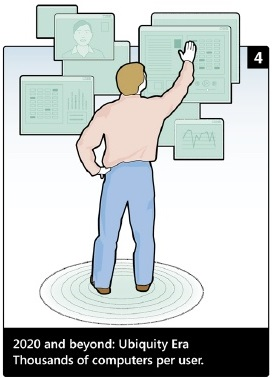 4
2020 and beyond: Ubiquity Era
Thousands of computers per user.